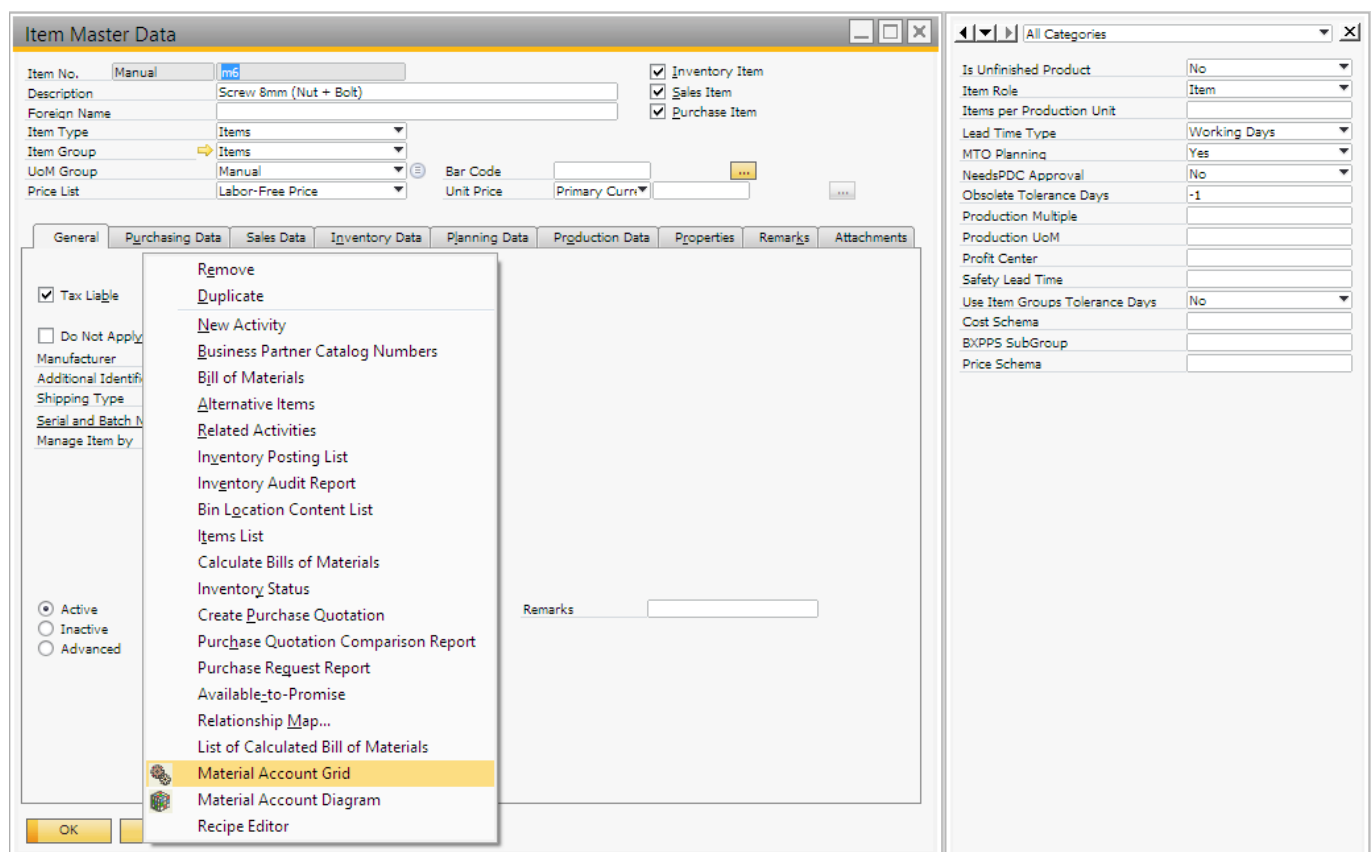 Item Master Data
Item No. Manual m6
Inventory Item
Description Screw 8mm (Nut + Bolt)
Sales Item
Foreign Name
Purchase Item
Item Type Items
Item Group Items
UoM Group Manual Bar Code ...
Price List Labor-Free Price Unit Price Primary Curre ...
General Purchasing Data Sales Data Inventory Data Planning Data Production Data Properties Remarks Attachments
Tax Liable
Do Not Apply
Manufacturer
Additional Identifi
Shipping Type
Serial and Batch N
Manage Item by
Active
Inactive
Advanced
Remarks
OK
Remove
Duplicate
New Activity
Business Partner Catalog Numbers
Bill of Materials
Alternative Items
Related Activities
Inventory Posting List
Inventory Audit Report
Bin Location Content List
Items List
Calculate Bills of Materials
Inventory Status
Create Purchase Quotation
Purchase Quotation Comparison Report
Purchase Request Report
Available-to-Promise
Relationship Map...
List of Calculated Bill of Materials
Material Account Grid
Material Account Diagram
Recipe Editor
All Categories
Is Unfinished Product No
Item Role Item
Items per Production Unit
Lead Time Type Working Days
MTO Planning Yes
NeedsPDC Approval No
Obsolete Tolerance Days -1
Production Multiple
Production UoM
Profit Center
Safety Lead Time
Use Item Groups Tolerance Days No
Cost Schema
BXPPS SubGroup
Price Schema